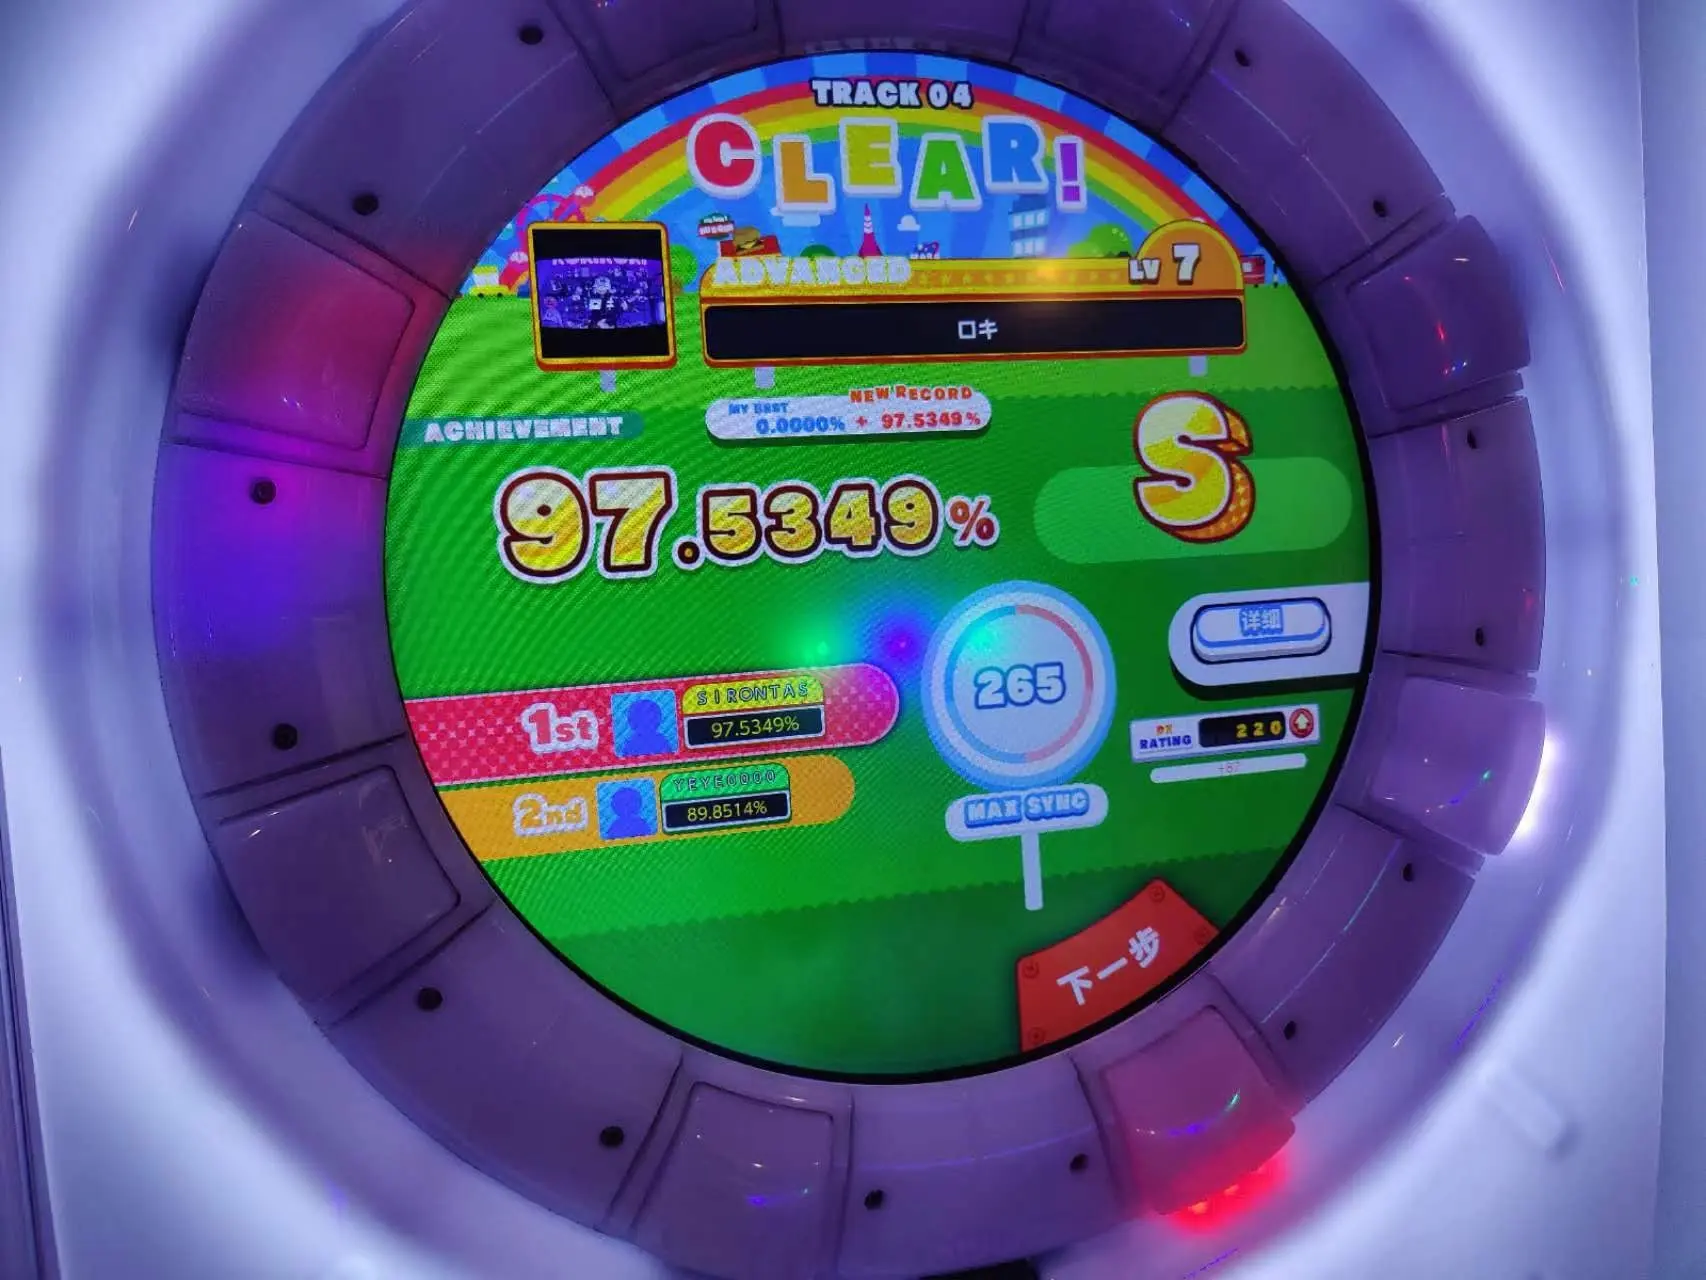 TRACK 04
CLEAR!
ADVANCED LV 7
ロキ
NEW RECORD
MY BEST
0.0000% + 97.5349%
ACHIEVEMENT
97.5349%
S
详细
265
MAX SYNC
1st SIRONTAS
97.5349%
2nd YEYE0000
89.8514%
DX RATING 220
+87
下一步